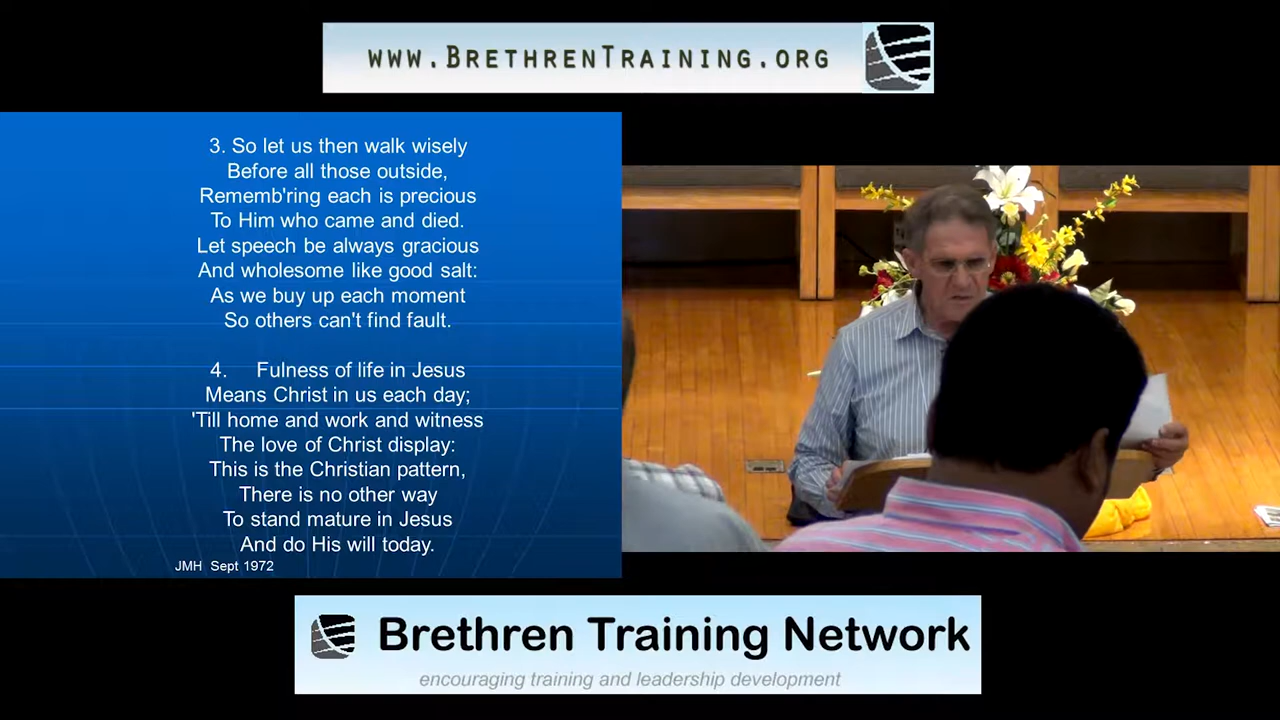 www.BrethrenTraining.org
3. So let us then walk wisely
Before all those outside,
Rememb'ring each is precious
To Him who came and died.
Let speech be always gracious
And wholesome like good salt:
As we buy up each moment
So others can't find fault.
4. Fulness of life in Jesus
Means Christ in us each day;
'Till home and work and witness
The love of Christ display:
This is the Christian pattern,
There is no other way
To stand mature in Jesus
And do His will today.
JMH Sept 1972
Brethren Training Network
encouraging training and leadership development